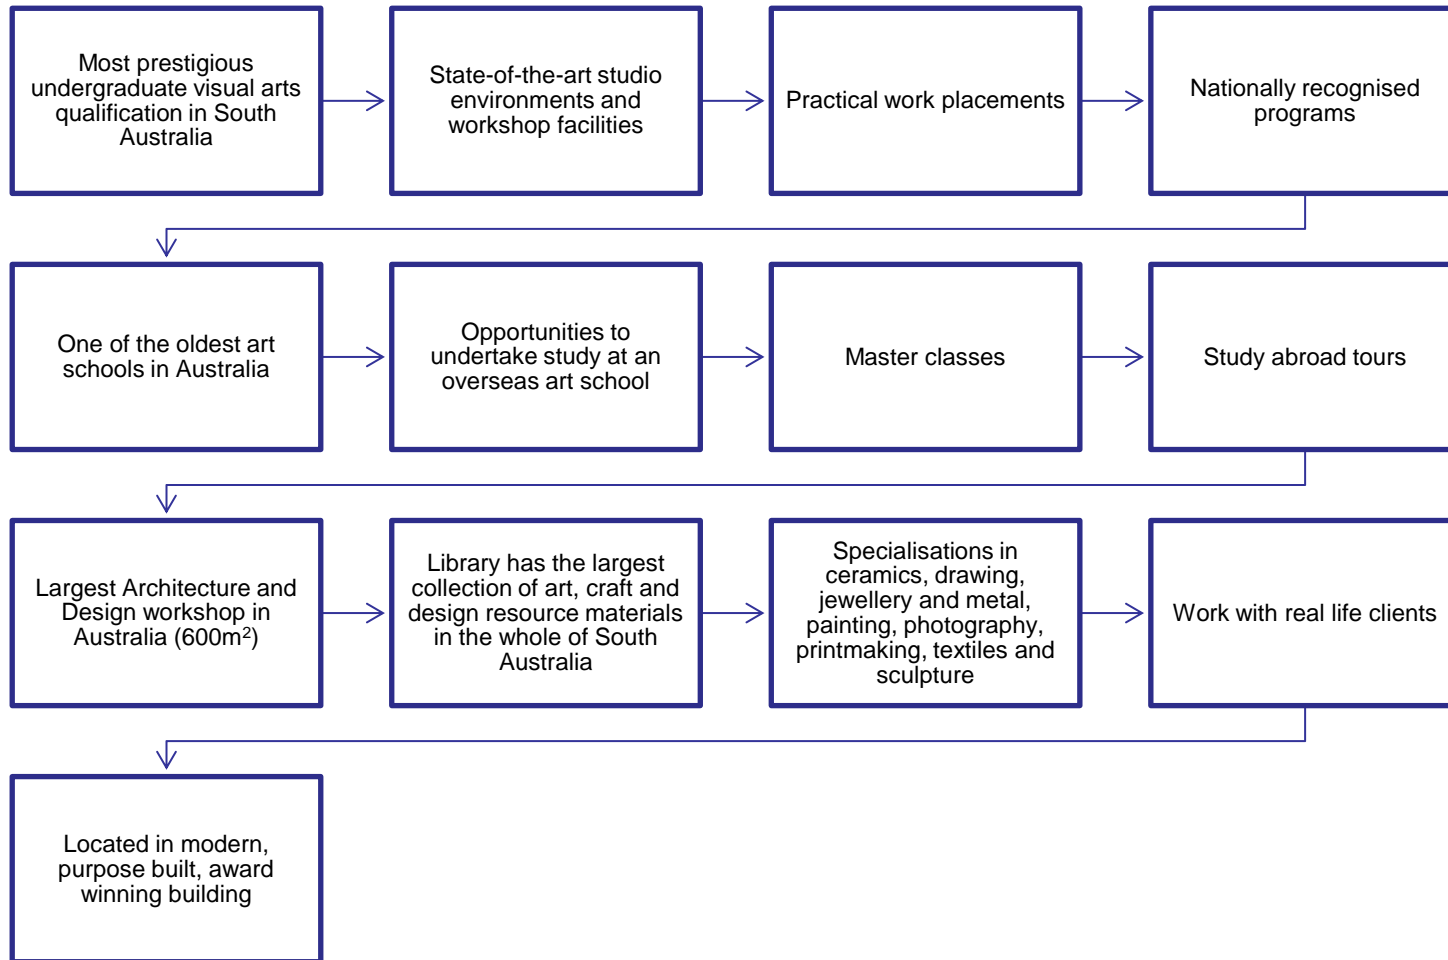 Most prestigious
undergraduate visual arts
qualification in South
Australia
State-of-the-art studio
environments and
workshop facilities
Practical work placements
Nationally recognised
programs
One of the oldest art
schools in Australia
Opportunities to
undertake study at an
overseas art school
Master classes
Study abroad tours
Largest Architecture and
Design workshop in
Australia (600m²)
Library has the largest
collection of art, craft and
design resource materials
in the whole of South
Australia
Specialisations in
ceramics, drawing,
jewellery and metal,
painting, photography,
printmaking, textiles and
sculpture
Work with real life clients
Located in modern,
purpose built, award
winning building